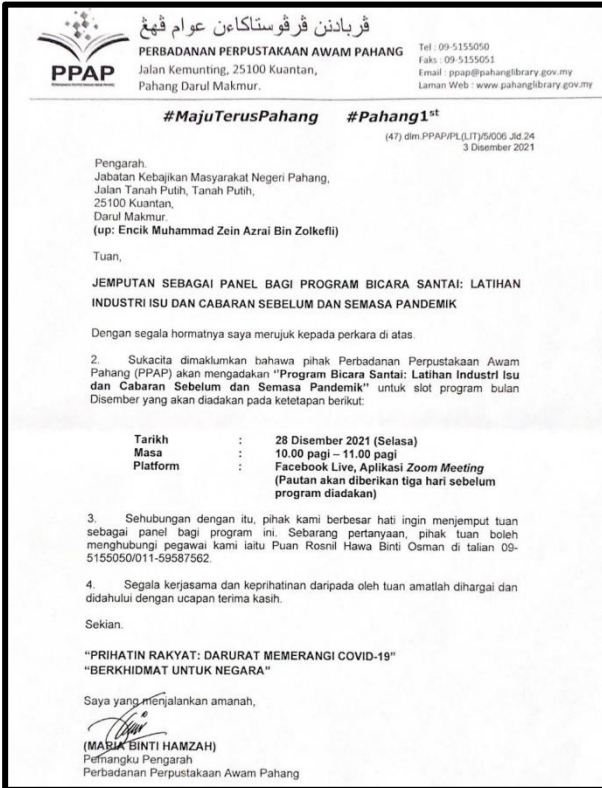 ڤربادنن ڤرڤوستاكاءن عوام ڤهڠ
PPAP
PERBADANAN PERPUSTAKAAN AWAM PAHANG
Jalan Kemunting, 25100 Kuantan,
Pahang Darul Makmur.
Tel : 09-5155050
Faks : 09-5155051
Email : ppap@pahanglibrary.gov.my
Laman Web : www.pahanglibrary.gov.my
#MajuTerusPahang #Pahang1st
(47) dlm.PPAP/PL(LIT)/5/006 Jld.24
3 Disember 2021
Pengarah.
Jabatan Kebajikan Masyarakat Negeri Pahang,
Jalan Tanah Putih, Tanah Putih,
25100 Kuantan,
Darul Makmur.
(up: Encik Muhammad Zein Azrai Bin Zolkefli)
Tuan,
JEMPUTAN SEBAGAI PANEL BAGI PROGRAM BICARA SANTAI: LATIHAN
INDUSTRI ISU DAN CABARAN SEBELUM DAN SEMASA PANDEMIK
Dengan segala hormatnya saya merujuk kepada perkara di atas.
2. Sukacita dimaklumkan bahawa pihak Perbadanan Perpustakaan Awam
Pahang (PPAP) akan mengadakan "Program Bicara Santai: Latihan Industri Isu
dan Cabaran Sebelum dan Semasa Pandemik" untuk slot program bulan
Disember yang akan diadakan pada ketetapan berikut:
Tarikh : 28 Disember 2021 (Selasa)
Masa : 10.00 pagi – 11.00 pagi
Platform : Facebook Live, Aplikasi Zoom Meeting
(Pautan akan diberikan tiga hari sebelum
program diadakan)
3. Sehubungan dengan itu, pihak kami berbesar hati ingin menjemput tuan
sebagai panel bagi program ini. Sebarang pertanyaan, pihak tuan boleh
menghubungi pegawai kami iaitu Puan Rosnil Hawa Binti Osman di talian 09-
5155050/011-59587562.
4. Segala kerjasama dan keprihatinan daripada oleh tuan amatlah dihargai dan
didahului dengan ucapan terima kasih.
Sekian.
"PRIHATIN RAKYAT: DARURAT MEMERANGI COVID-19"
"BERKHIDMAT UNTUK NEGARA"
Saya yang menjalankan amanah,
(MARIA BINTI HAMZAH)
Pemangku Pengarah
Perbadanan Perpustakaan Awam Pahang